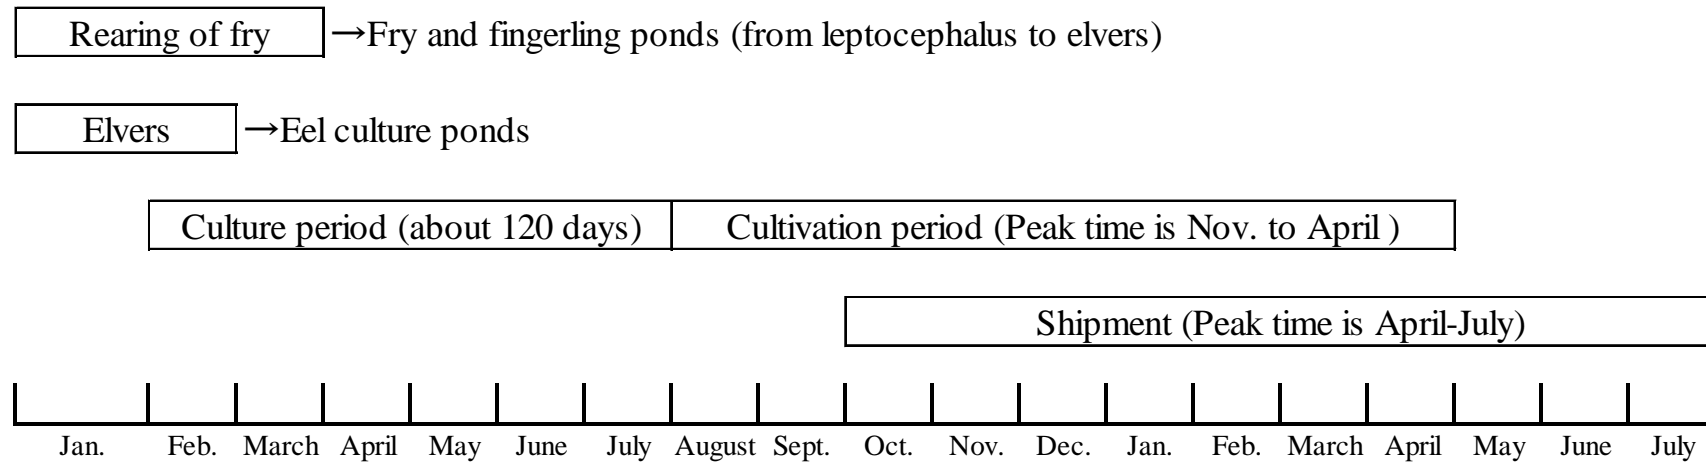 Rearing of fry →Fry and fingerling ponds (from leptocephalus to elvers)
Elvers →Eel culture ponds
Culture period (about 120 days) Cultivation period (Peak time is Nov. to April )
Shipment (Peak time is April-July)
Jan. Feb. March April May June July August Sept. Oct. Nov. Dec. Jan. Feb. March April May June July